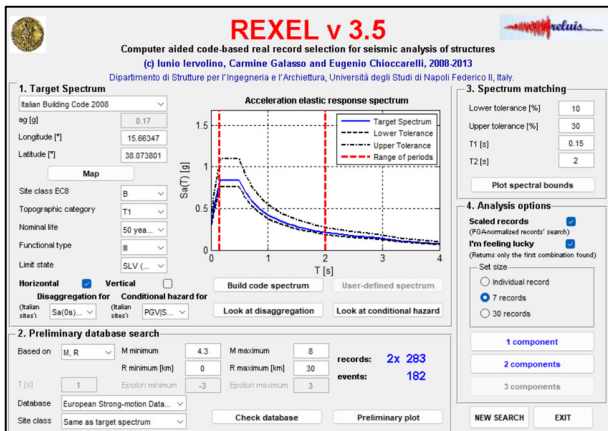 REXEL v 3.5
reluis
Computer aided code-based real record selection for seismic analysis of structures
(c) Iunio Iervolino, Carmine Galasso and Eugenio Chioccarelli, 2008-2013
Dipartimento di Strutture per l'Ingegneria e l'Archiettura, Università degli Studi di Napoli Federico II, Italy.
1. Target Spectrum
Italian Building Code 2008
ag [g] 0.17
Longitude [°] 15.66347
Latitude [°] 38.073801
Map
Site class EC8 B
Topographic category T1
Nominal life 50 yea...
Functional type III
Limit state SLV (...
Horizontal Vertical
Disaggregation for Conditional hazard for
(Italian sites) Sa(0s)... (Italian sites) PGV|S...
Acceleration elastic response spectrum
Target Spectrum
Lower Tolerance
Upper Tolerance
Range of periods
Sa(T) [g]
1.5
1
0.5
0
0 1 2 3 4
T [s]
Build code spectrum User-defined spectrum
Look at disaggregation Look at conditional hazard
2. Preliminary database search
Based on M, R M minimum 4.3 M maximum 8
R minimum [km] 0 R maximum [km] 30
T [s] 1 Epsilon minimum -3 Epsilon maximum 3
records: 2x 283
events: 182
Database European Strong-motion Data...
Site class Same as target spectrum
Check database Preliminary plot
3. Spectrum matching
Lower tolerance [%] 10
Upper tolerance [%] 30
T1 [s] 0.15
T2 [s] 2
Plot spectral bounds
4. Analysis options
Scaled records
(PGA-normalized records' search)
I'm feeling lucky
(Returns only the first combination found)
Set size
Individual record
7 records
30 records
1 component
2 components
3 components
NEW SEARCH EXIT